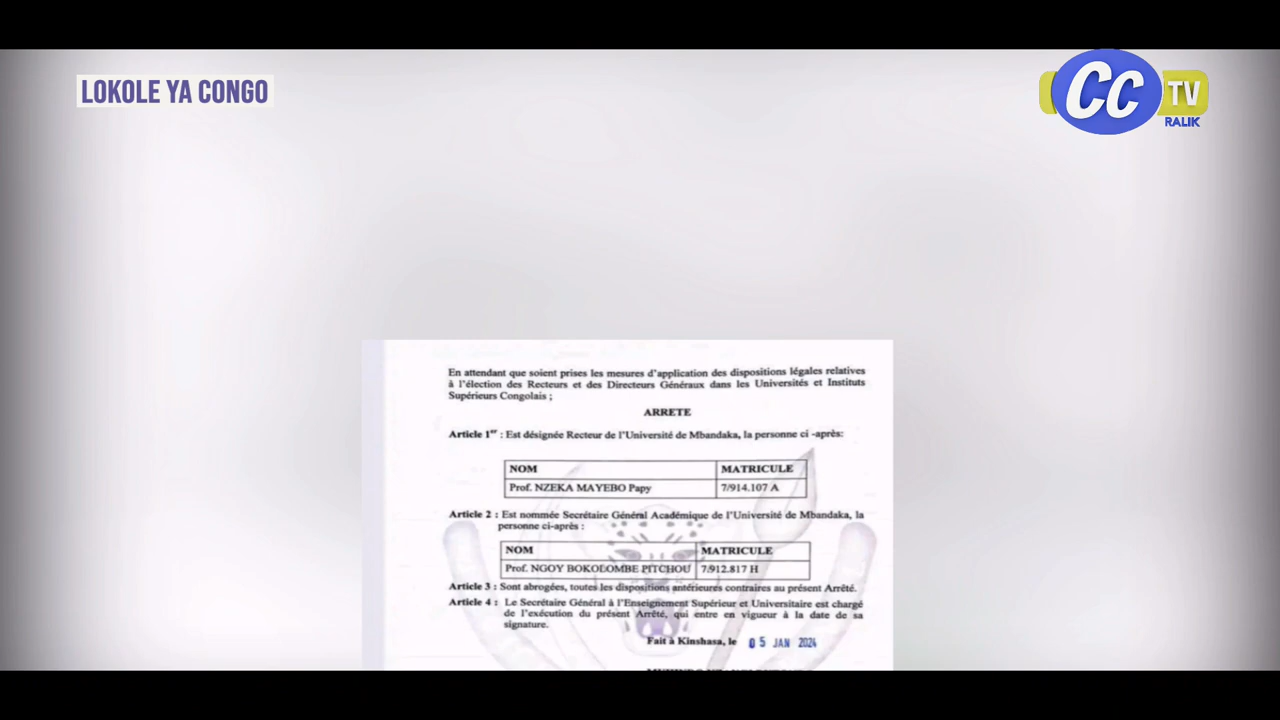 LOKOLE YA CONGO
CC TV
RALIK
En attendant que soient prises les mesures d'application des dispositions légales relatives
à l'élection des Recteurs et des Directeurs Généraux dans les Universités et Instituts
Supérieurs Congolais ;
ARRETE
Article 1er : Est désignée Recteur de l'Université de Mbandaka, la personne ci -après:
NOM MATRICULE
Prof. NZEKA MAYEBO Papy 7/914.107 A
Article 2 : Est nommée Secrétaire Général Académique de l'Université de Mbandaka, la
personne ci-après :
NOM MATRICULE
Prof. NGOY BOKOLOMBE PITCHOU 7.912.817 H
Article 3 : Sont abrogées, toutes les dispositions antérieures contraires au présent Arrêté.
Article 4 : Le Secrétaire Général à l'Enseignement Supérieur et Universitaire est chargé
de l'exécution du présent Arrêté, qui entre en vigueur à la date de sa
signature.
Fait à Kinshasa, le 05 JAN 2024